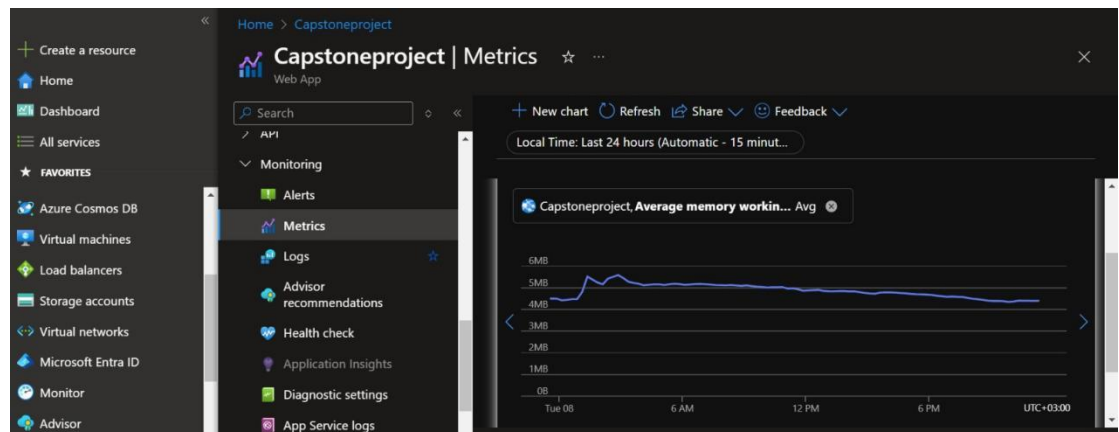 Home > Capstoneproject
Capstoneproject | Metrics
Web App
Create a resource
Home
Dashboard
All services
FAVORITES
Azure Cosmos DB
Virtual machines
Load balancers
Storage accounts
Virtual networks
Microsoft Entra ID
Monitor
Advisor
Search
API
Monitoring
Alerts
Metrics
Logs
Advisor
recommendations
Health check
Application Insights
Diagnostic settings
App Service logs
New chart Refresh Share Feedback
Local Time: Last 24 hours (Automatic - 15 minut...
Capstoneproject, Average memory workin... Avg
6MB
5MB
4MB
3MB
2MB
1MB
0B
Tue 08 6 AM 12 PM 6 PM UTC+03:00